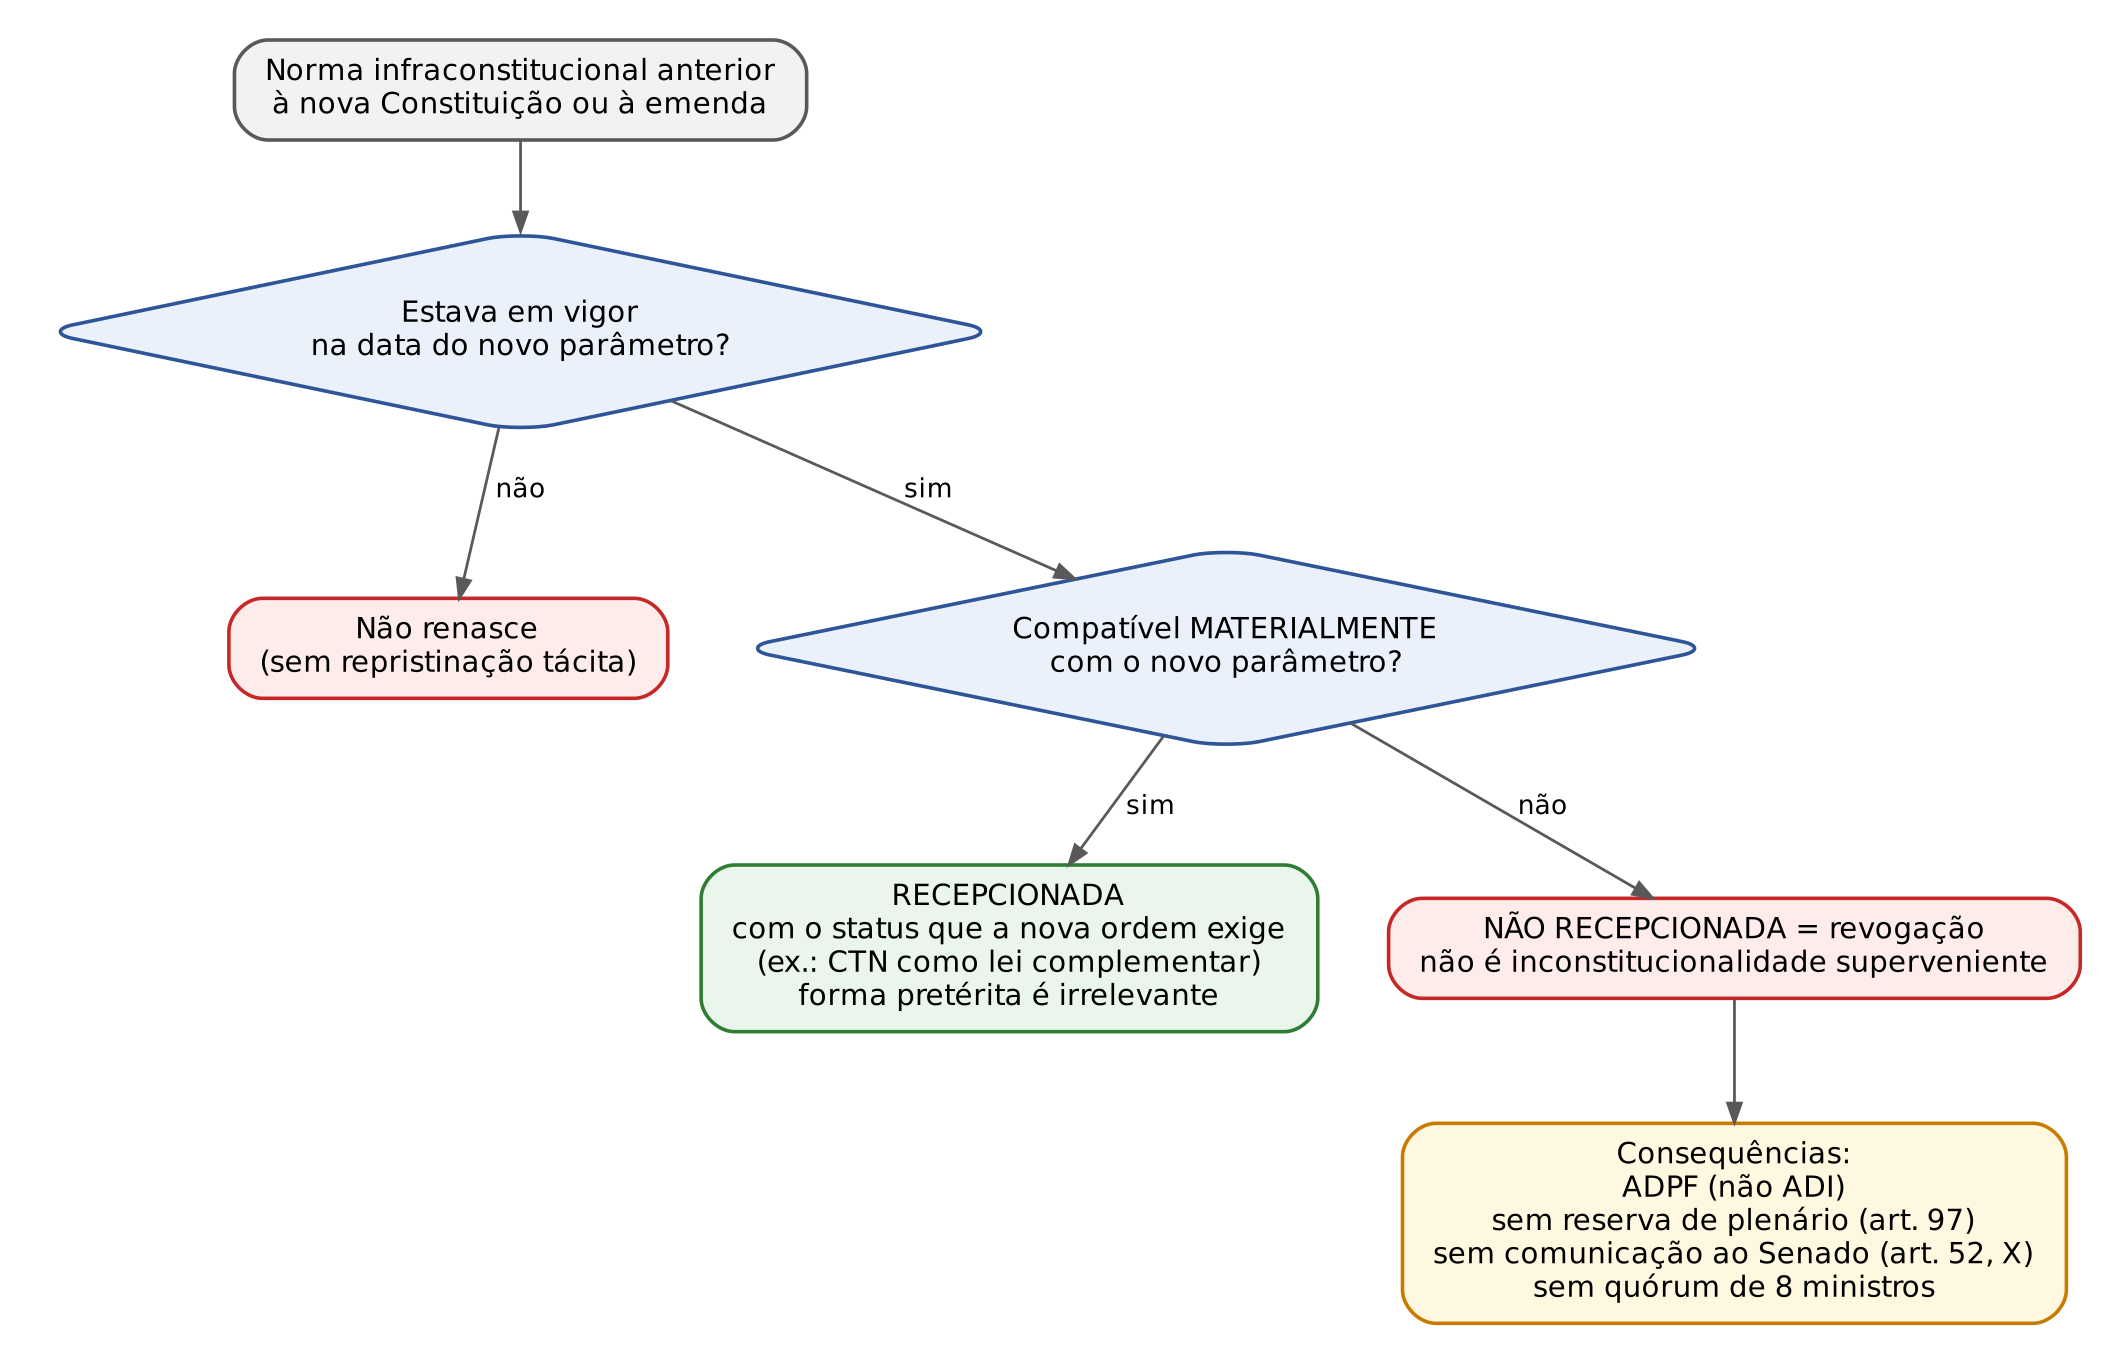 Norma infraconstitucional anterior
à nova Constituição ou à emenda
Estava em vigor
na data do novo parâmetro?
não
sim
Não renasce
(sem repristinação tácita)
Compatível MATERIALMENTE
com o novo parâmetro?
sim
não
RECEPCIONADA
com o status que a nova ordem exige
(ex.: CTN como lei complementar)
forma pretérita é irrelevante
NÃO RECEPCIONADA = revogação
não é inconstitucionalidade superveniente
Consequências:
ADPF (não ADI)
sem reserva de plenário (art. 97)
sem comunicação ao Senado (art. 52, X)
sem quórum de 8 ministros